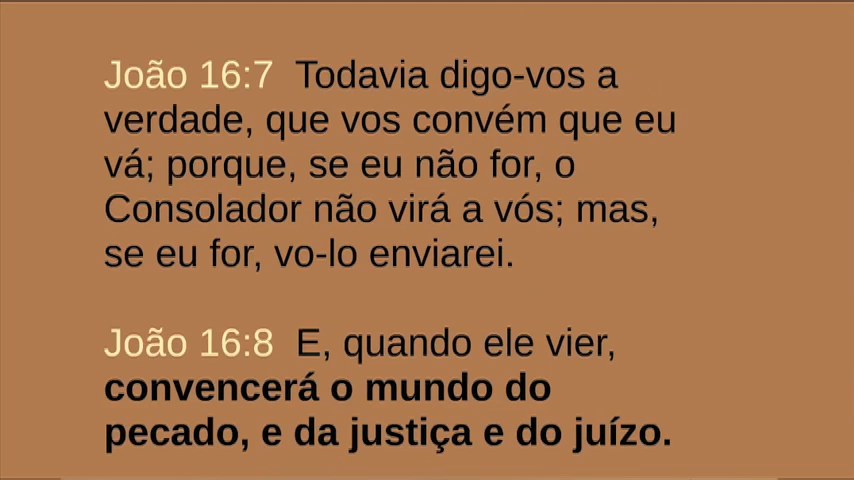 João 16:7 Todavia digo-vos a
verdade, que vos convém que eu
vá; porque, se eu não for, o
Consolador não virá a vós; mas,
se eu for, vo-lo enviarei.
João 16:8 E, quando ele vier,
convencerá o mundo do
pecado, e da justiça e do juízo.